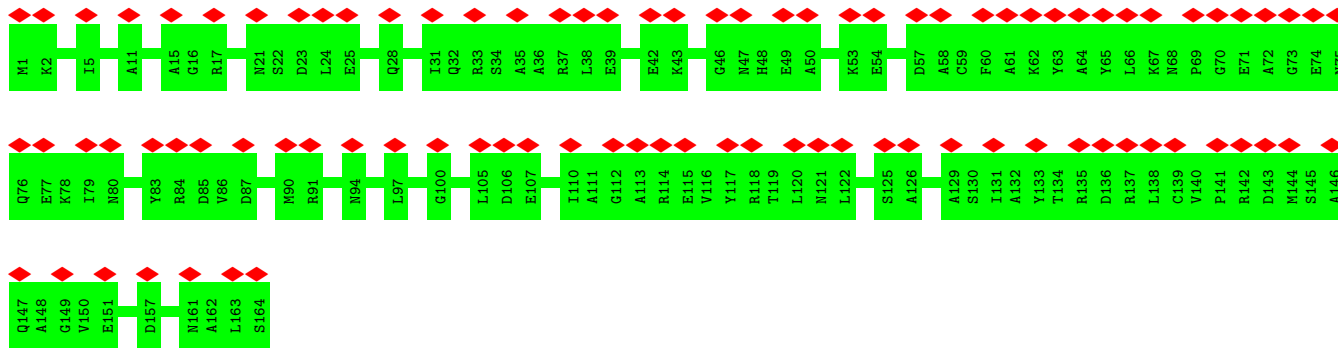 M1 K2 I5 A11 A15 G16 R17 N21 S22 D23 L24 E25 Q28 I31 Q32 R33 S34 A35 A36 R37 L38 E39 E42 K43 G46 N47 H48 E49 A50 K53 E54 D57 A58 C59 F60 A61 K62 Y63 A64 Y65 L66 K67 N68 P69 G70 E71 A72 G73 E74
Q76 E77 K78 I79 N80 Y83 R84 D85 V86 D87 M90 R91 N94 L97 G100 L105 D106 E107 I110 A111 G112 A113 R114 E115 V116 Y117 R118 T119 L120 N121 L122 S125 A126 A129 S130 I131 A132 Y133 T134 R135 D136 R137 L138 C139 V140 P141 R142 D143 M144 S145 A146
Q147 A148 G149 V150 E151 D157 N161 A162 L163 S164